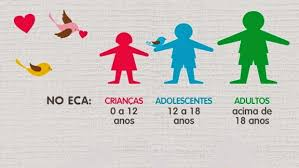 NO ECA: CRIANÇAS ADOLESCENTES ADULTOS
0 a 12 12 a 18 acima de
anos anos 18 anos